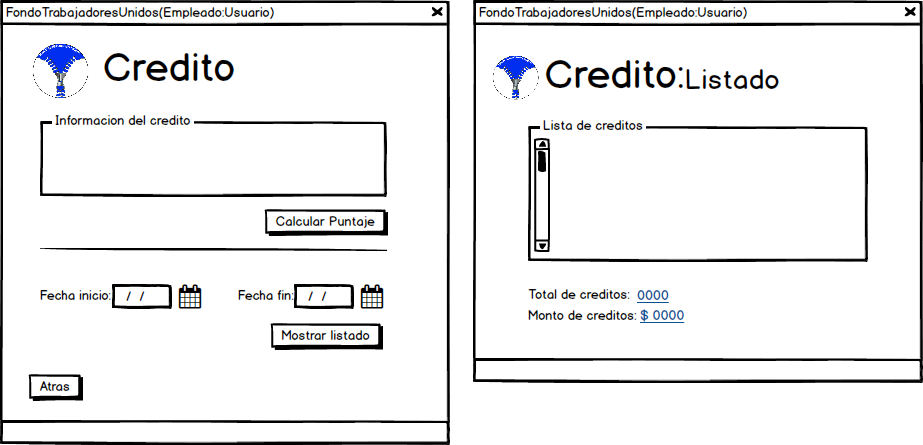 FondoTrabajadoresUnidos(Empleado:Usuario)
Credito
Informacion del credito
Calcular Puntaje
Fecha inicio: / /
Fecha fin: / /
Mostrar listado
Atras
FondoTrabajadoresUnidos(Empleado:Usuario)
Credito:Listado
Lista de creditos
Total de creditos: 0000
Monto de creditos: $ 0000